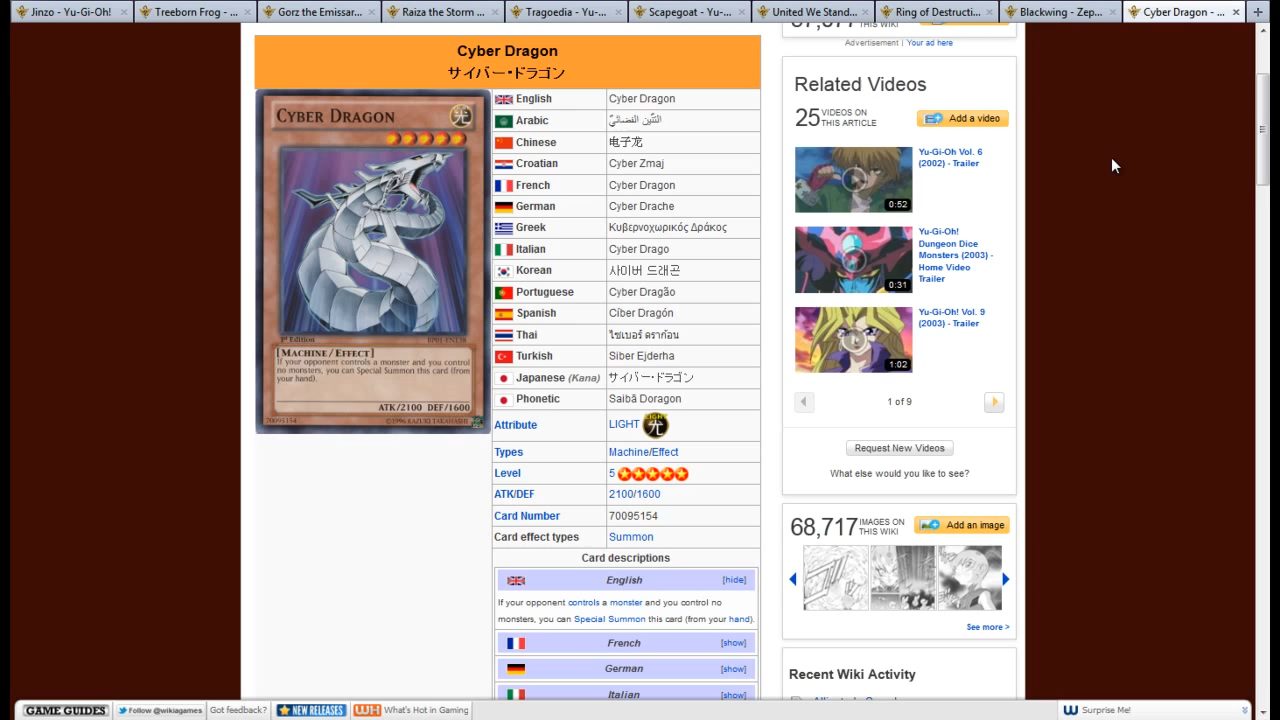 Jinzo - Yu-Gi-Oh!
Treeborn Frog - ...
Gorz the Emissar...
Raiza the Storm ...
Tragoedia - Yu-...
Scapegoat - Yu-...
United We Stand...
Ring of Destructi...
Blackwing - Zep...
Cyber Dragon - ...
Cyber Dragon
サイバー・ドラゴン
CYBER DRAGON
光
1st Edition
[MACHINE/EFFECT]
If your opponent controls a monster and you control
no monsters, you can Special Summon this card (from
your hand).
ATK/2100 DEF/1600
70095154
©1996 KAZUKI TAKAHASHI
English Cyber Dragon
Arabic التنين الفضائي
Chinese 电子龙
Croatian Cyber Zmaj
French Cyber Dragon
German Cyber Drache
Greek Κυβερνοχωρικός Δράκος
Italian Cyber Drago
Korean 사이버 드래곤
Portuguese Cyber Dragão
Spanish Cíber Dragón
Thai ไซเบอร์ ดราก้อน
Turkish Siber Ejderha
Japanese (Kana) サイバー・ドラゴン
Phonetic Saibā Doragon
Attribute LIGHT
Types Machine/Effect
Level 5
ATK/DEF 2100/1600
Card Number 70095154
Card effect types Summon
Card descriptions
English [hide]
If your opponent controls a monster and you control no
monsters, you can Special Summon this card (from your hand).
French [show]
German [show]
Italian [show]
THIS WIKI
Advertisement | Your ad here
Related Videos
25 VIDEOS ON
THIS ARTICLE
Add a video
Yu-Gi-Oh Vol. 6
(2002) - Trailer
0:52
Yu-Gi-Oh!
Dungeon Dice
Monsters (2003) -
Home Video
Trailer
0:31
Yu-Gi-Oh! Vol. 9
(2003) - Trailer
1:02
1 of 9
Request New Videos
What else would you like to see?
68,717 IMAGES ON
THIS WIKI
Add an image
See more >
Recent Wiki Activity
GAME GUIDES
Follow @wikiagames
Got feedback?
NEW RELEASES
WH What's Hot in Gaming
Surprise Me!